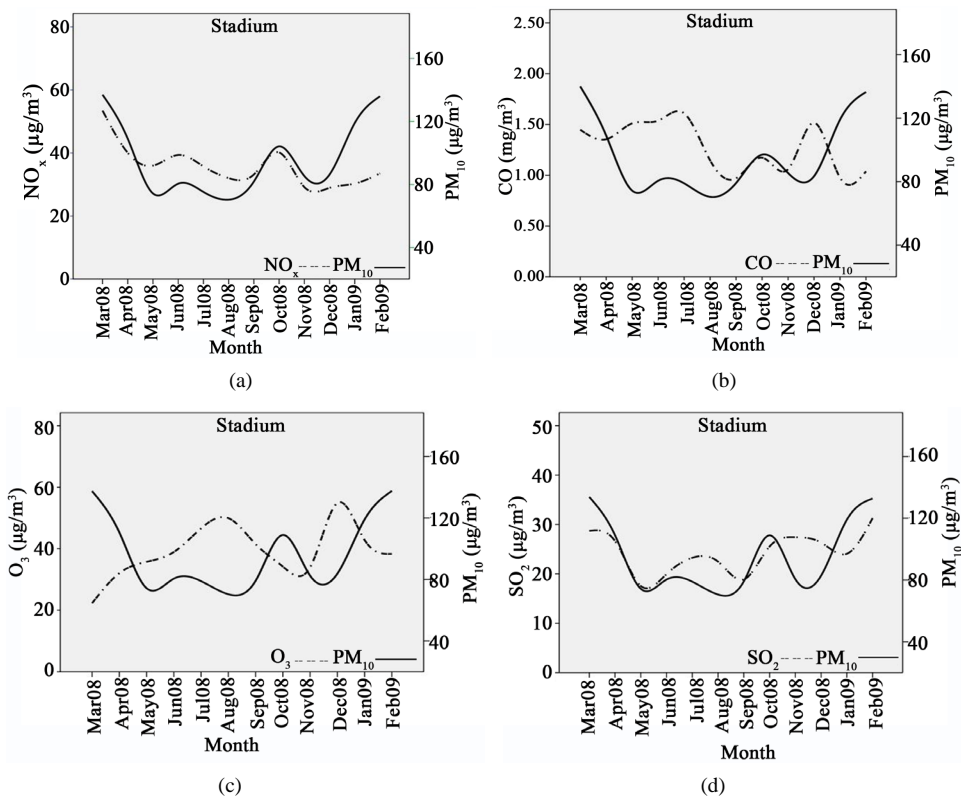 Stadium
80
60
40
20
0
NOx (μg/m³)
160
120
80
40
PM10 (μg/m³)
NOx PM10
Mar08 Apr08 May08 Jun08 Jul08 Aug08 Sep08 Oct08 Nov08 Dec08 Jan09 Feb09
Month
(a)
Stadium
2.50
2.00
1.50
1.00
0.50
0.00
CO (mg/m³)
160
120
80
40
PM10 (μg/m³)
CO PM10
Mar08 Apr08 May08 Jun08 Jul08 Aug08 Sep08 Oct08 Nov08 Dec08 Jan09 Feb09
Month
(b)
Stadium
80
60
40
20
0
O3 (μg/m³)
160
120
80
40
PM10 (μg/m³)
O3 PM10
Mar08 Apr08 May08 Jun08 Jul08 Aug08 Sep08 Oct08 Nov08 Dec08 Jan09 Feb09
Month
(c)
Stadium
50
40
30
20
10
0
SO2 (μg/m³)
160
120
80
40
PM10 (μg/m³)
SO2 PM10
Mar08 Apr08 May08 Jun08 Jul08 Aug08 Sep08 Oct08 Nov08 Dec08 Jan09 Feb09
Month
(d)